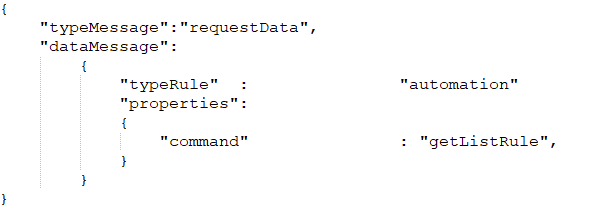 {
"typeMessage":"requestData",
"dataMessage":
{
"typeRule" : "automation"
"properties":
{
"command" : "getListRule",
}
}
}